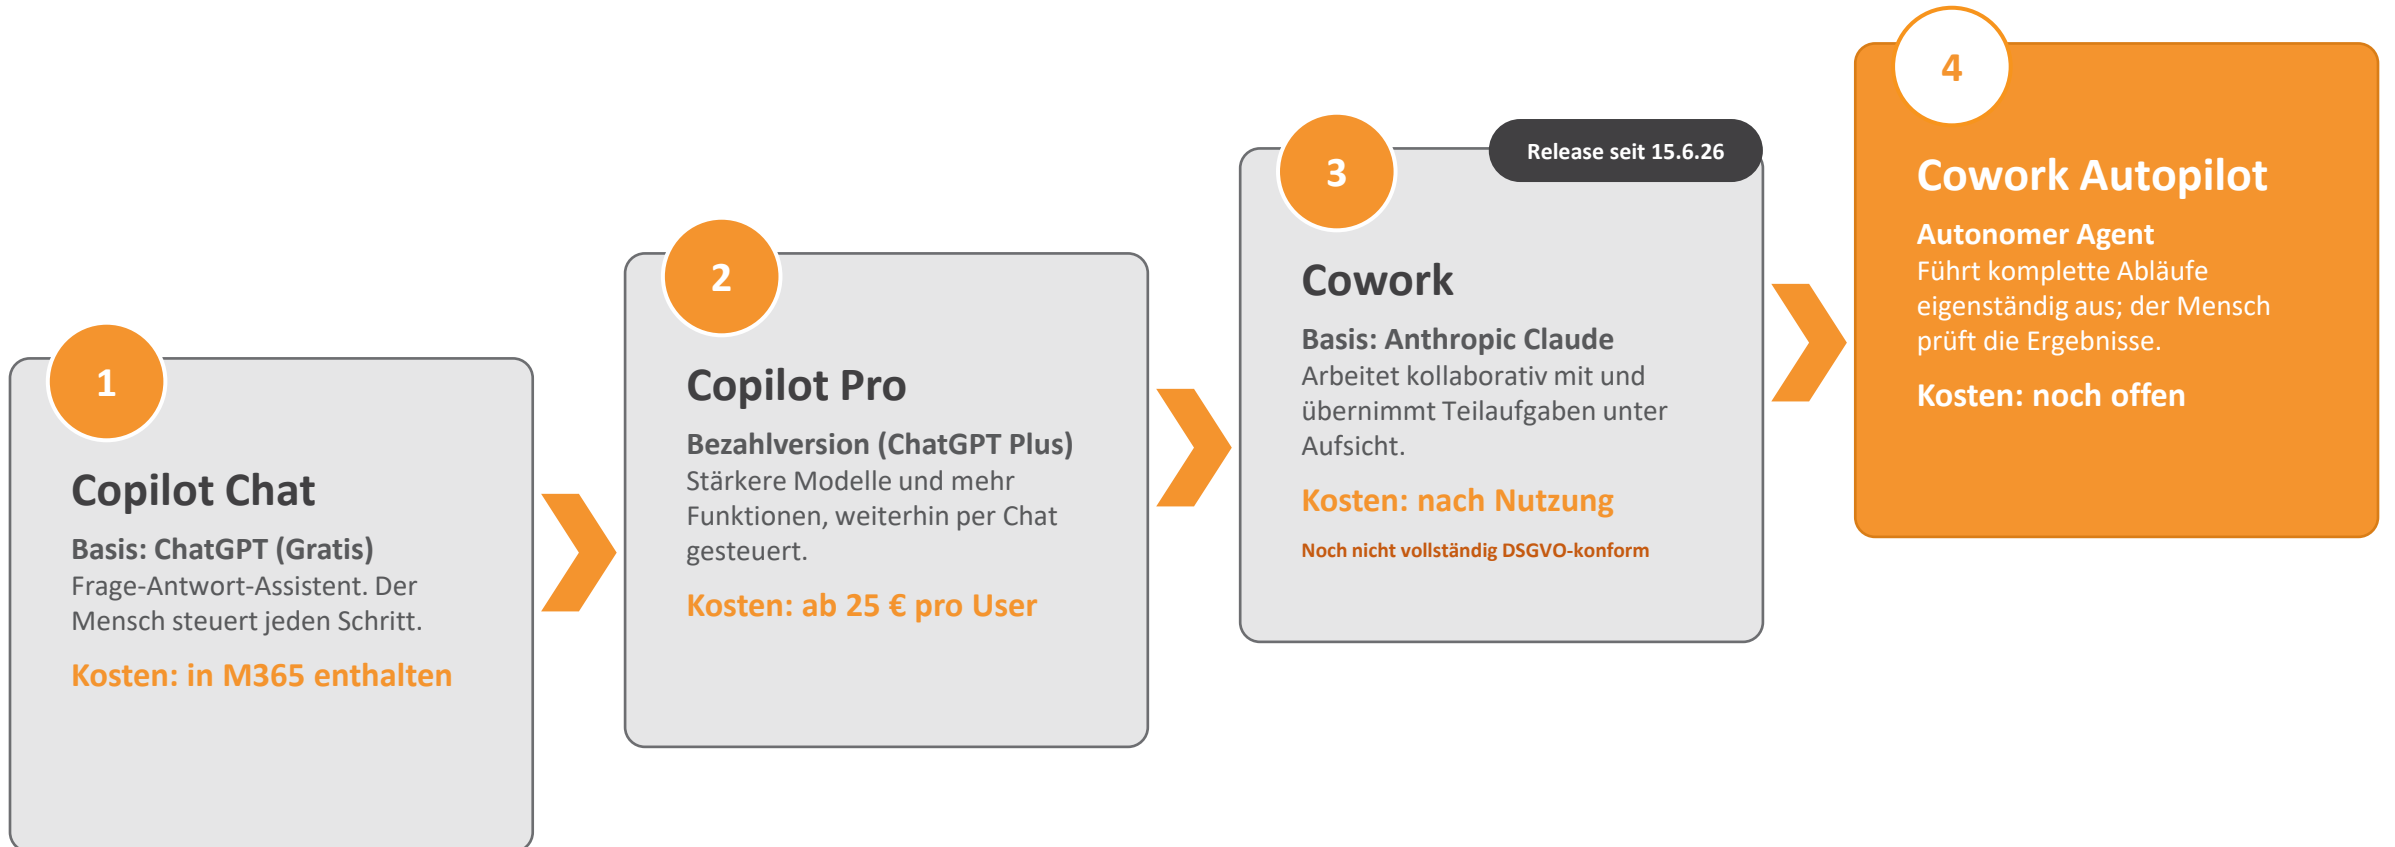 1
Copilot Chat
Basis: ChatGPT (Gratis)
Frage-Antwort-Assistent. Der
Mensch steuert jeden Schritt.
Kosten: in M365 enthalten
2
Copilot Pro
Bezahlversion (ChatGPT Plus)
Stärkere Modelle und mehr
Funktionen, weiterhin per Chat
gesteuert.
Kosten: ab 25 € pro User
3
Release seit 15.6.26
Cowork
Basis: Anthropic Claude
Arbeitet kollaborativ mit und
übernimmt Teilaufgaben unter
Aufsicht.
Kosten: nach Nutzung
Noch nicht vollständig DSGVO-konform
4
Cowork Autopilot
Autonomer Agent
Führt komplette Abläufe
eigenständig aus; der Mensch
prüft die Ergebnisse.
Kosten: noch offen